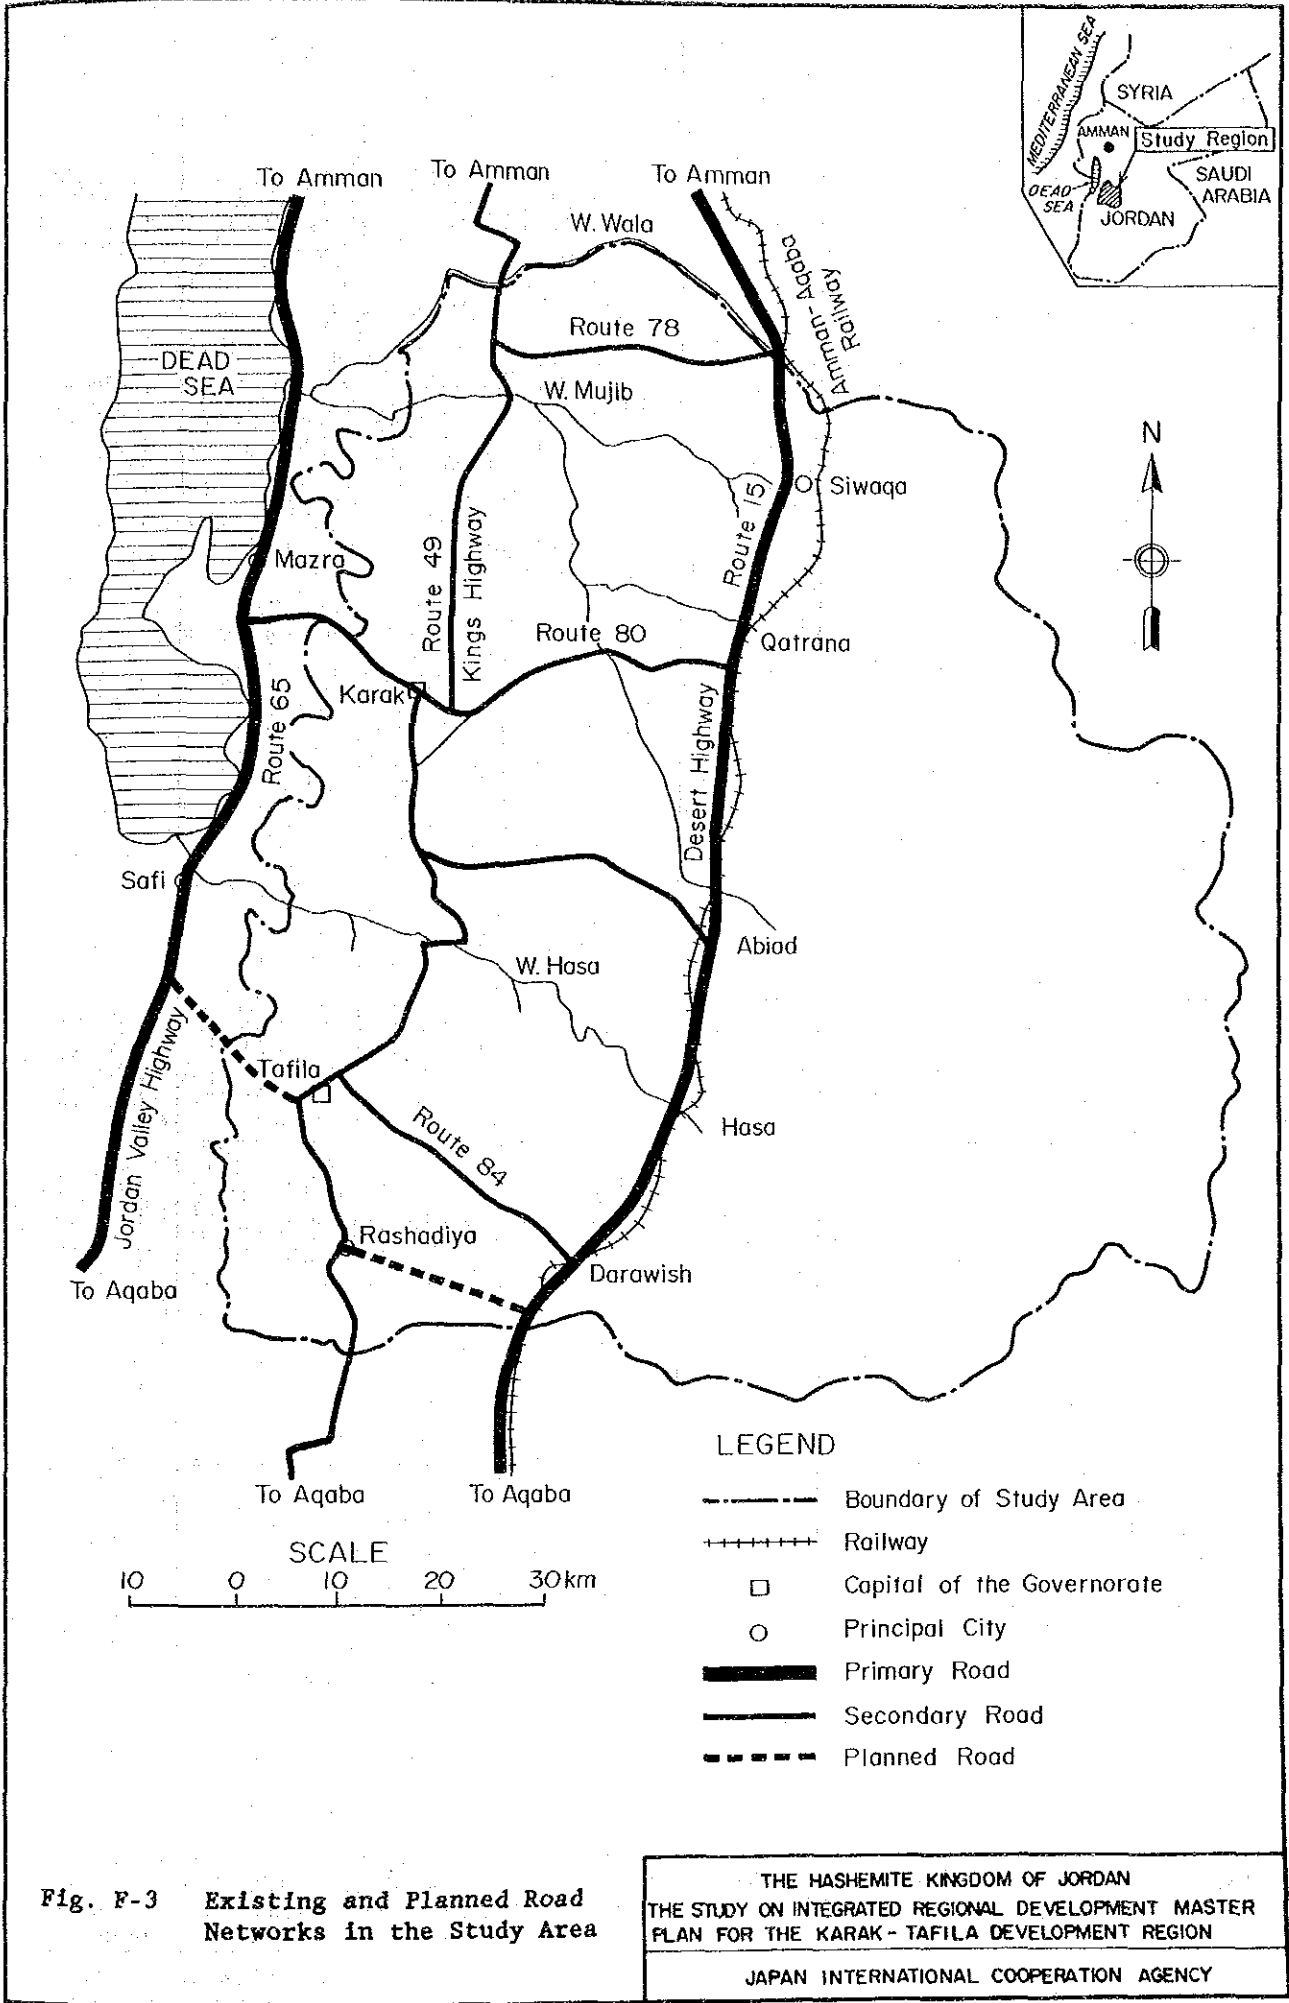 MEDITERRANEAN SEA
SYRIA
AMMAN
Study Region
DEAD
SEA
SAUDI
ARABIA
JORDAN
To Amman
To Amman
To Amman
W. Wala
Amman-Aqaba
Railway
Route 78
DEAD
SEA
W. Mujib
N
Siwaqa
Route 15
Mazra
Route 49
Kings Highway
Route 80
Qatrana
Karak
Route 65
Desert Highway
Safi
Abiad
W. Hasa
Jordan Valley Highway
Tafila
Route 84
Hasa
Rashadiya
Darawish
To Aqaba
To Aqaba
To Aqaba
LEGEND
Boundary of Study Area
Railway
Capital of the Governorate
Principal City
Primary Road
Secondary Road
Planned Road
SCALE
10 0 10 20 30km
Fig. F-3 Existing and Planned Road
Networks in the Study Area
THE HASHEMITE KINGDOM OF JORDAN
THE STUDY ON INTEGRATED REGIONAL DEVELOPMENT MASTER
PLAN FOR THE KARAK - TAFILA DEVELOPMENT REGION
JAPAN INTERNATIONAL COOPERATION AGENCY